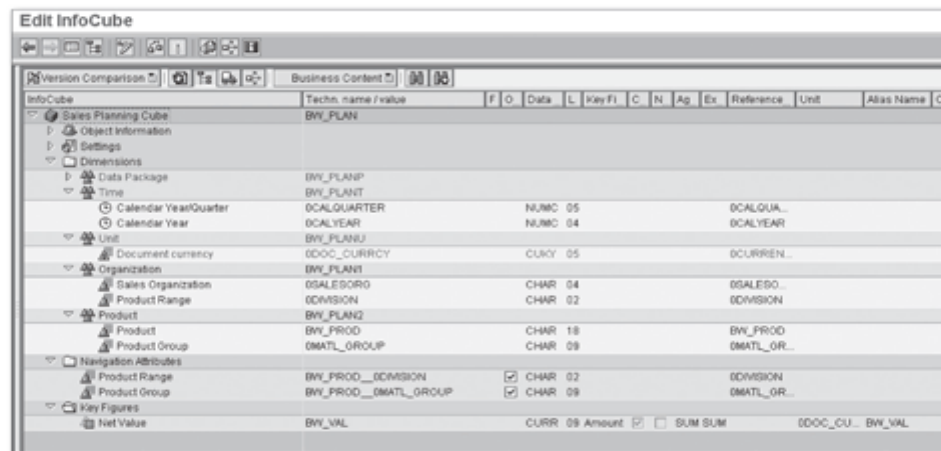 Edit InfoCube
Version Comparison Business Content
InfoCube Techn. name / value F O.. Data L KeyFi C N Ag Ex Reference Unit Alias Name C
Sales Planning Cube BW_PLAN
Object Information
Settings
Dimensions
Data Package BW_PLANP
Time BW_PLANT
Calendar Year/Quarter 0CALQUARTER NUMC 05 0CALQUA...
Calendar Year 0CALYEAR NUMC 04 0CALYEAR
Unit BW_PLANU
Document currency 0DOC_CURRCY CUKY 05 0CURREN...
Organization BW_PLAN1
Sales Organization 0SALESORG CHAR 04 0SALESO...
Product Range 0DIVISION CHAR 02 0DIVISION
Product BW_PLAN2
Product BW_PROD CHAR 18 BW_PROD
Product Group 0MATL_GROUP CHAR 09 0MATL_GR...
Navigation Attributes
Product Range BW_PROD__0DIVISION CHAR 02 0DIVISION
Product Group BW_PROD__0MATL_GROUP CHAR 09 0MATL_GR...
Key Figures
Net Value BW_VAL CURR 09 Amount SUM SUM 0DOC_CU... BW_VAL